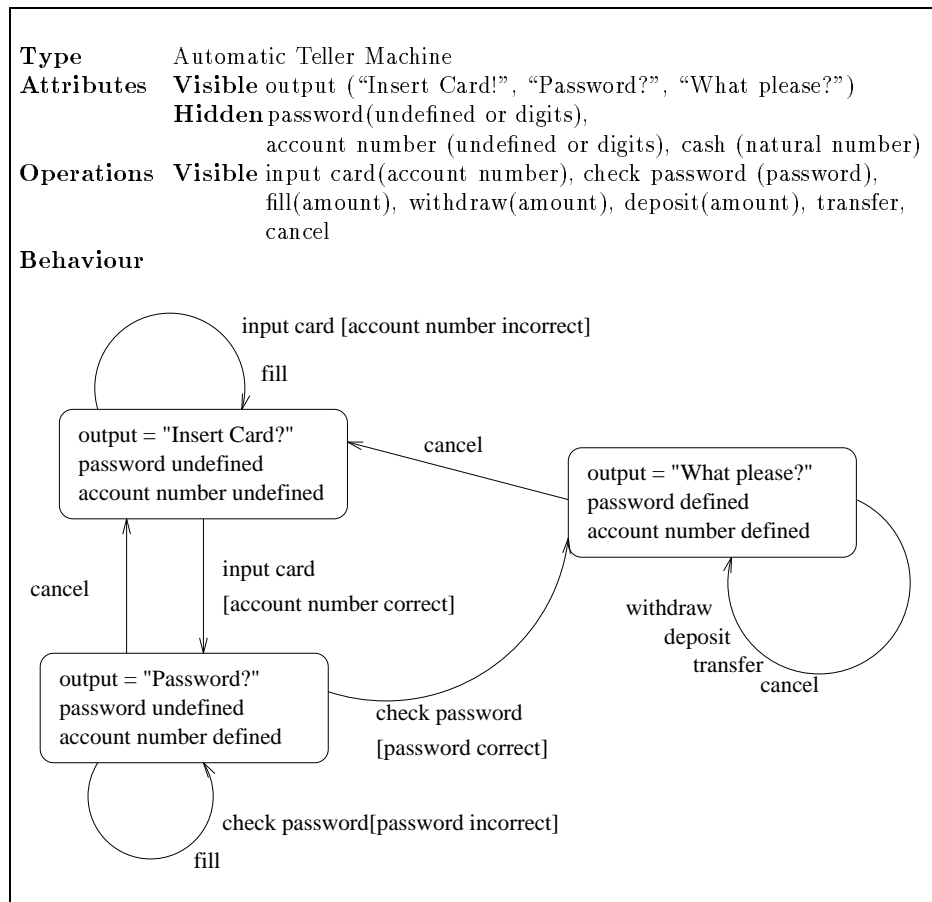 Type Automatic Teller Machine
Attributes Visible output (“Insert Card!”, “Password?”, “What please?”)
Hidden password(undefined or digits),
account number (undefined or digits), cash (natural number)
Operations Visible input card(account number), check password (password),
fill(amount), withdraw(amount), deposit(amount), transfer,
cancel
Behaviour
input card [account number incorrect]
fill
output = "Insert Card?"
password undefined
account number undefined
cancel
output = "What please?"
password defined
account number defined
cancel
input card
[account number correct]
withdraw
deposit
transfer
cancel
output = "Password?"
password undefined
account number defined
check password
[password correct]
check password[password incorrect]
fill